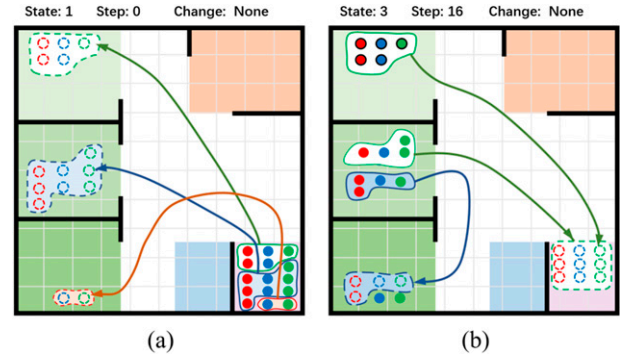 State: 1 Step: 0 Change: None
State: 3 Step: 16 Change: None
(a)
(b)